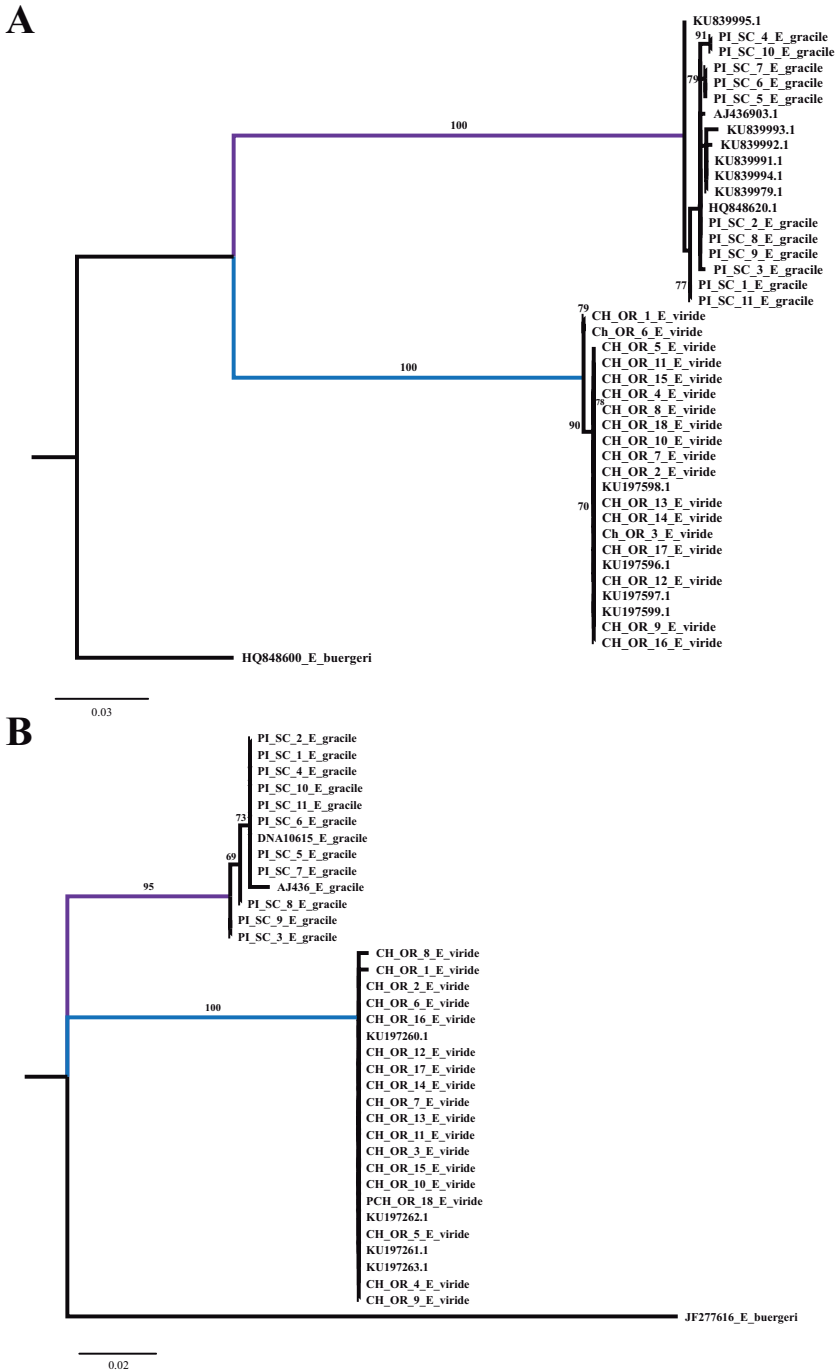 A
KU839995.1
91
PI_SC_4_E_gracile
PI_SC_10_E_gracile
PI_SC_7_E_gracile
79
PI_SC_6_E_gracile
PI_SC_5_E_gracile
AJ436903.1
100
KU839993.1
KU839992.1
KU839991.1
KU839994.1
KU839979.1
HQ848620.1
PI_SC_2_E_gracile
PI_SC_8_E_gracile
PI_SC_9_E_gracile
PI_SC_3_E_gracile
77
PI_SC_1_E_gracile
PI_SC_11_E_gracile
79
CH_OR_1_E_viride
Ch_OR_6_E_viride
CH_OR_5_E_viride
CH_OR_11_E_viride
100
CH_OR_15_E_viride
CH_OR_4_E_viride
78
CH_OR_8_E_viride
90
CH_OR_18_E_viride
CH_OR_10_E_viride
CH_OR_7_E_viride
CH_OR_2_E_viride
KU197598.1
70
CH_OR_13_E_viride
CH_OR_14_E_viride
Ch_OR_3_E_viride
CH_OR_17_E_viride
KU197596.1
CH_OR_12_E_viride
KU197597.1
KU197599.1
CH_OR_9_E_viride
CH_OR_16_E_viride
HQ848600_E_buergeri
0.03
B
PI_SC_2_E_gracile
PI_SC_1_E_gracile
PI_SC_4_E_gracile
PI_SC_10_E_gracile
PI_SC_11_E_gracile
73
PI_SC_6_E_gracile
DNA10615_E_gracile
69
PI_SC_5_E_gracile
PI_SC_7_E_gracile
95
AJ436_E_gracile
PI_SC_8_E_gracile
PI_SC_9_E_gracile
PI_SC_3_E_gracile
CH_OR_8_E_viride
CH_OR_1_E_viride
CH_OR_2_E_viride
CH_OR_6_E_viride
100
CH_OR_16_E_viride
KU197260.1
CH_OR_12_E_viride
CH_OR_17_E_viride
CH_OR_14_E_viride
CH_OR_7_E_viride
CH_OR_13_E_viride
CH_OR_11_E_viride
CH_OR_3_E_viride
CH_OR_15_E_viride
CH_OR_10_E_viride
PCH_OR_18_E_viride
KU197262.1
CH_OR_5_E_viride
KU197261.1
KU197263.1
CH_OR_4_E_viride
CH_OR_9_E_viride
JF277616_E_buergeri
0.02